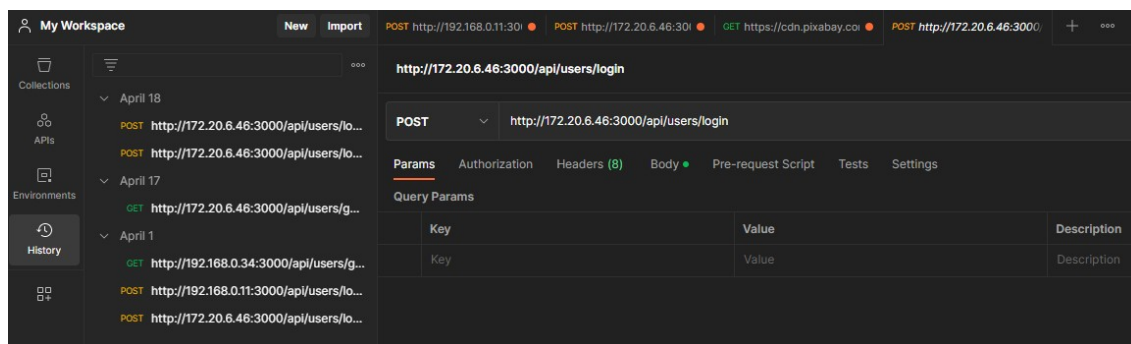 My Workspace
New Import
POST http://192.168.0.11:30
POST http://172.20.6.46:30
GET https://cdn.pixabay.co
POST http://172.20.6.46:3000/
Collections
APIs
Environments
History
April 18
POST http://172.20.6.46:3000/api/users/lo...
POST http://172.20.6.46:3000/api/users/lo...
April 17
GET http://172.20.6.46:3000/api/users/g...
April 1
GET http://192.168.0.34:3000/api/users/g...
POST http://192.168.0.11:3000/api/users/lo...
POST http://172.20.6.46:3000/api/users/lo...
http://172.20.6.46:3000/api/users/login
POST http://172.20.6.46:3000/api/users/login
Params Authorization Headers (8) Body Pre-request Script Tests Settings
Query Params
Key Value Description
Key Value Description